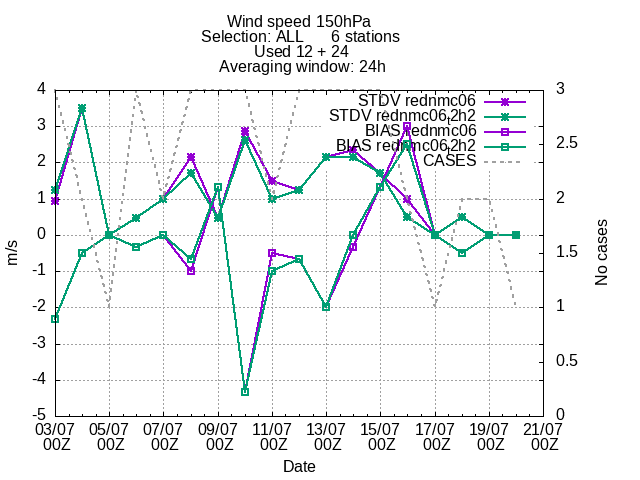 Wind speed 150hPa
Selection: ALL 6 stations
Used 12 + 24
Averaging window: 24h
STDV rednmc06
STDV rednmc06,2h2
BIAS rednmc06
BIAS rednmc06,2h2
CASES
4
3
2
1
0
-1
-2
-3
-4
-5
m/s
3
2.5
2
1.5
1
0.5
0
No cases
03/07 05/07 07/07 09/07 11/07 13/07 15/07 17/07 19/07 21/07
00Z 00Z 00Z 00Z 00Z 00Z 00Z 00Z 00Z 00Z
Date